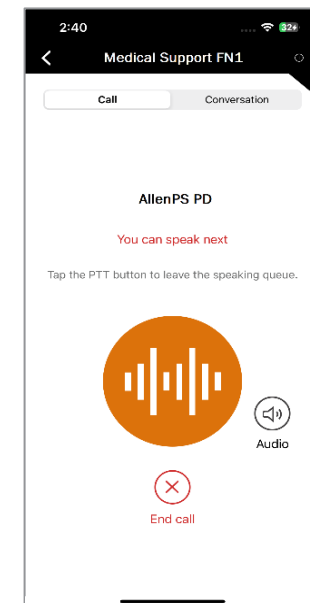 2:40
32
Medical Support FN1
Call
Conversation
AllenPS PD
You can speak next
Tap the PTT button to leave the speaking queue.
Audio
End call